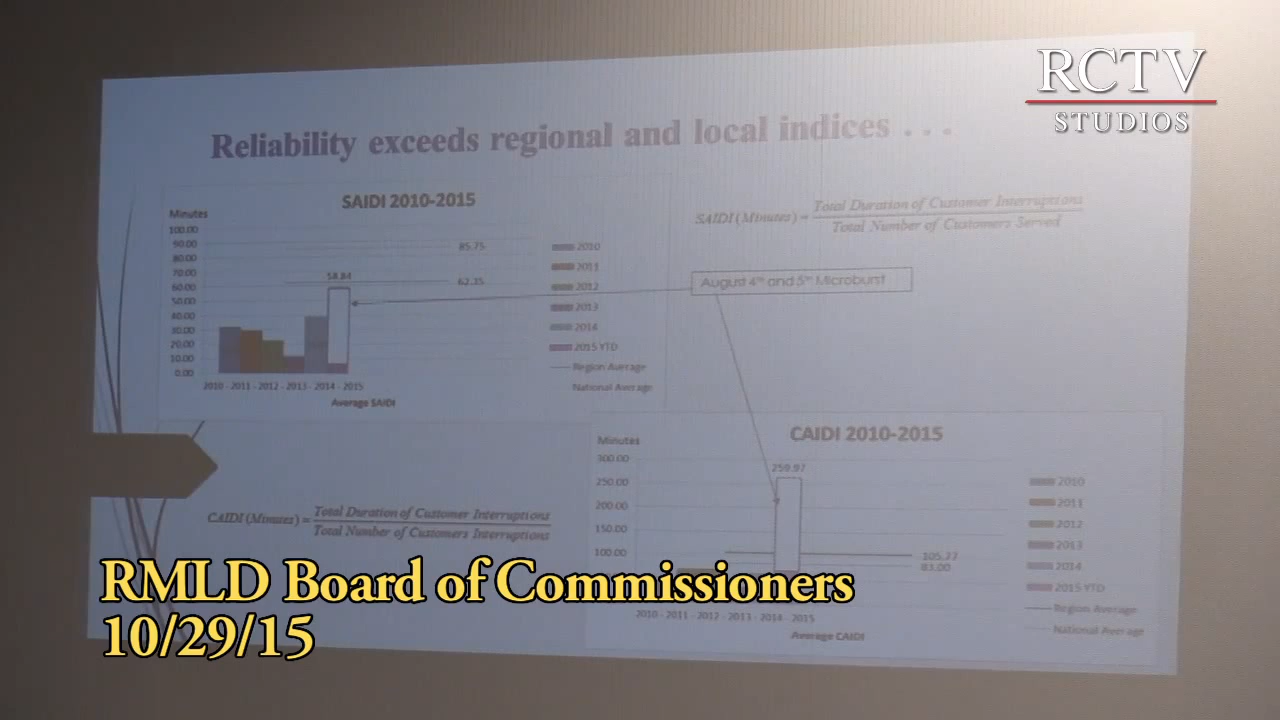 RCTV
STUDIOS
Reliability exceeds regional and local indices . . .
SAIDI 2010-2015
Minutes
100.00
90.00
80.00
70.00
60.00
50.00
40.00
30.00
20.00
10.00
0.00
85.75
62.35
58.84
2010
2011
2012
2013
2014
2015 YTD
Region Average
National Average
2010 - 2011 - 2012 - 2013 - 2014 - 2015
Average SAIDI
SAIDI (Minutes) = Total Duration of Customer Interruptions
Total Number of Customers Served
August 4th and 5th Microburst
CAIDI (Minutes) = Total Duration of Customer Interruptions
Total Number of Customers Interruptions
CAIDI 2010-2015
Minutes
300.00
250.00
200.00
150.00
100.00
259.97
105.77
83.00
2010
2011
2012
2013
2014
2015 YTD
Region Average
National Average
2010 - 2011 - 2012 - 2013 - 2014 - 2015
Average CAIDI
RMLD Board of Commissioners
10/29/15